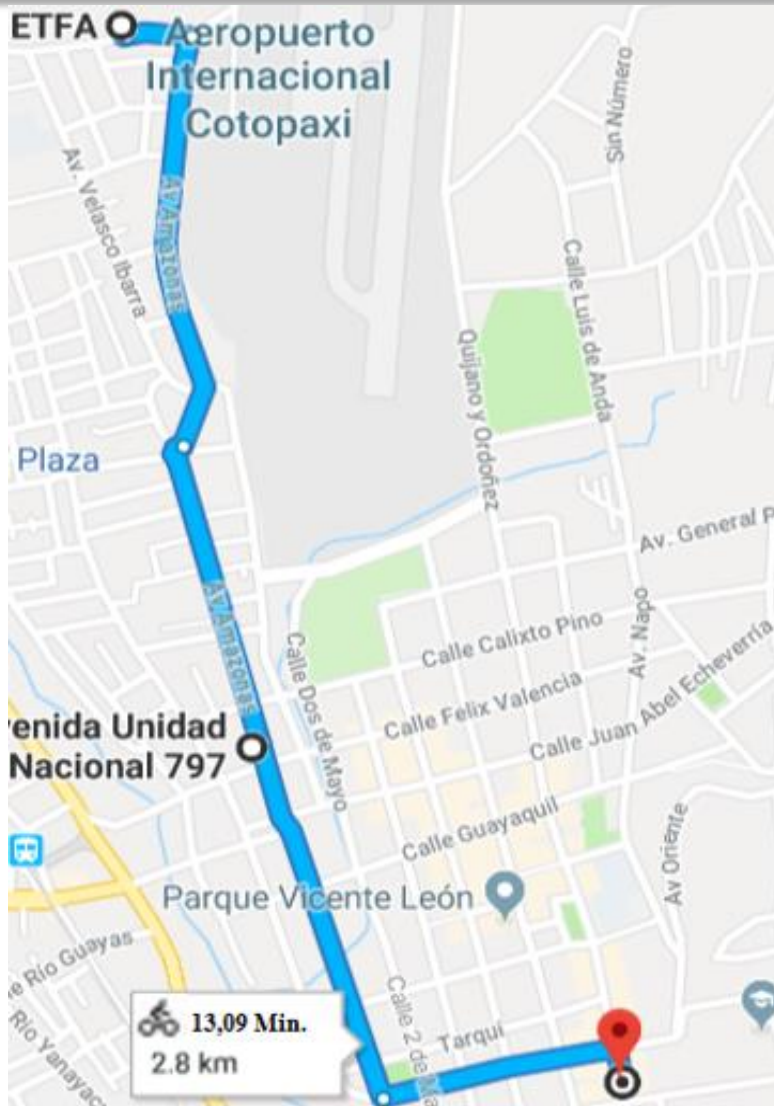 ETFA
Aeropuerto
Internacional
Cotopaxi
Sin Número
Av. Velasco Ibarra
Av Amazonas
Calle Luis de Anda
Quijano y Ordoñez
Plaza
Av. General P
Av Amazonas
Calle Calixto Pino
Av. Napo
Calle Dos de Mayo
Calle Felix Valencia
Calle Juan Abel Echeverría
venida Unidad
Nacional 797
Calle Guayaquil
Av Oriente
Parque Vicente León
e Río Guayas
Calle 2 de Ma
Río Yanayac
Tarqui
13,09 Min.
2.8 km